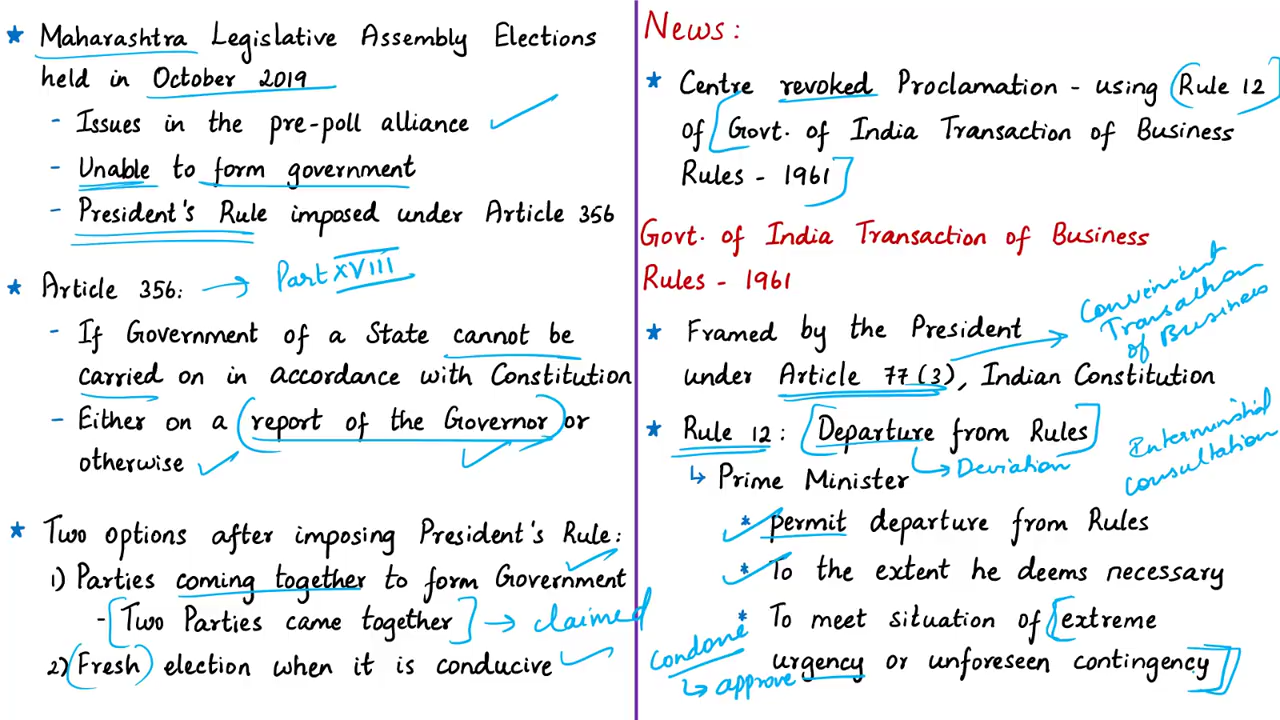 ★ Maharashtra Legislative Assembly Elections
held in October 2019
- Issues in the pre-poll alliance
- Unable to form government
- President's Rule imposed under Article 356
★ Article 356: → Part XVIII
- If Government of a State cannot be
carried on in accordance with Constitution
- Either on a (report of the Governor) or
otherwise
★ Two options after imposing President's Rule:
1) Parties coming together to form Government
- [Two Parties came together] → claimed
2) (Fresh) election when it is conducive
News:
★ Centre revoked Proclamation - using (Rule 12)
of [Govt. of India Transaction of Business
Rules - 1961]
Govt. of India Transaction of Business
Rules - 1961
★ Framed by the President
under Article 77(3), Indian Constitution
→ Convenient
Transaction
of Business
★ Rule 12: [Departure from Rules]
↳ Deviation
Interministrial
consultation
↳ Prime Minister
* permit departure from Rules
* To the extent he deems necessary
* To meet situation of [extreme
urgency or unforeseen contingency]
Condone
↳ approve